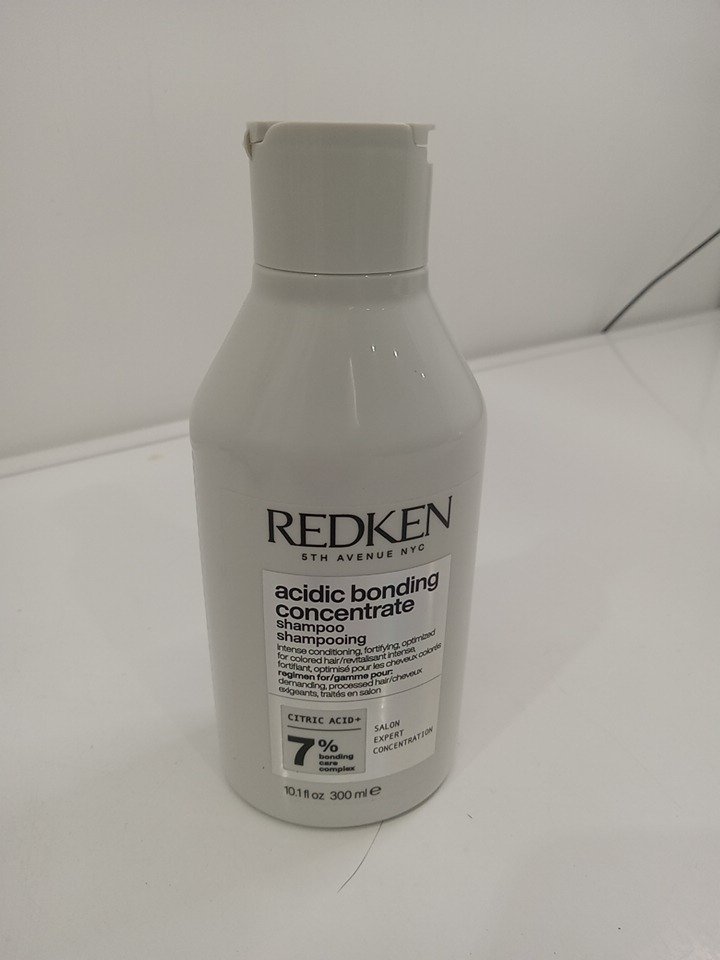 REDKEN
5TH AVENUE NYC
acidic bonding
concentrate
shampoo
shampooing
intense conditioning, fortifying, optimized
for colored hair/revitalisant intense,
fortifiant, optimisé pour les cheveux colorés
regimen for/gamme pour:
demanding, processed hair/cheveux
exigeants, traités en salon
CITRIC ACID+
7%
bonding
care
complex
SALON
EXPERT
CONCENTRATION
10.1 fl oz 300 ml e